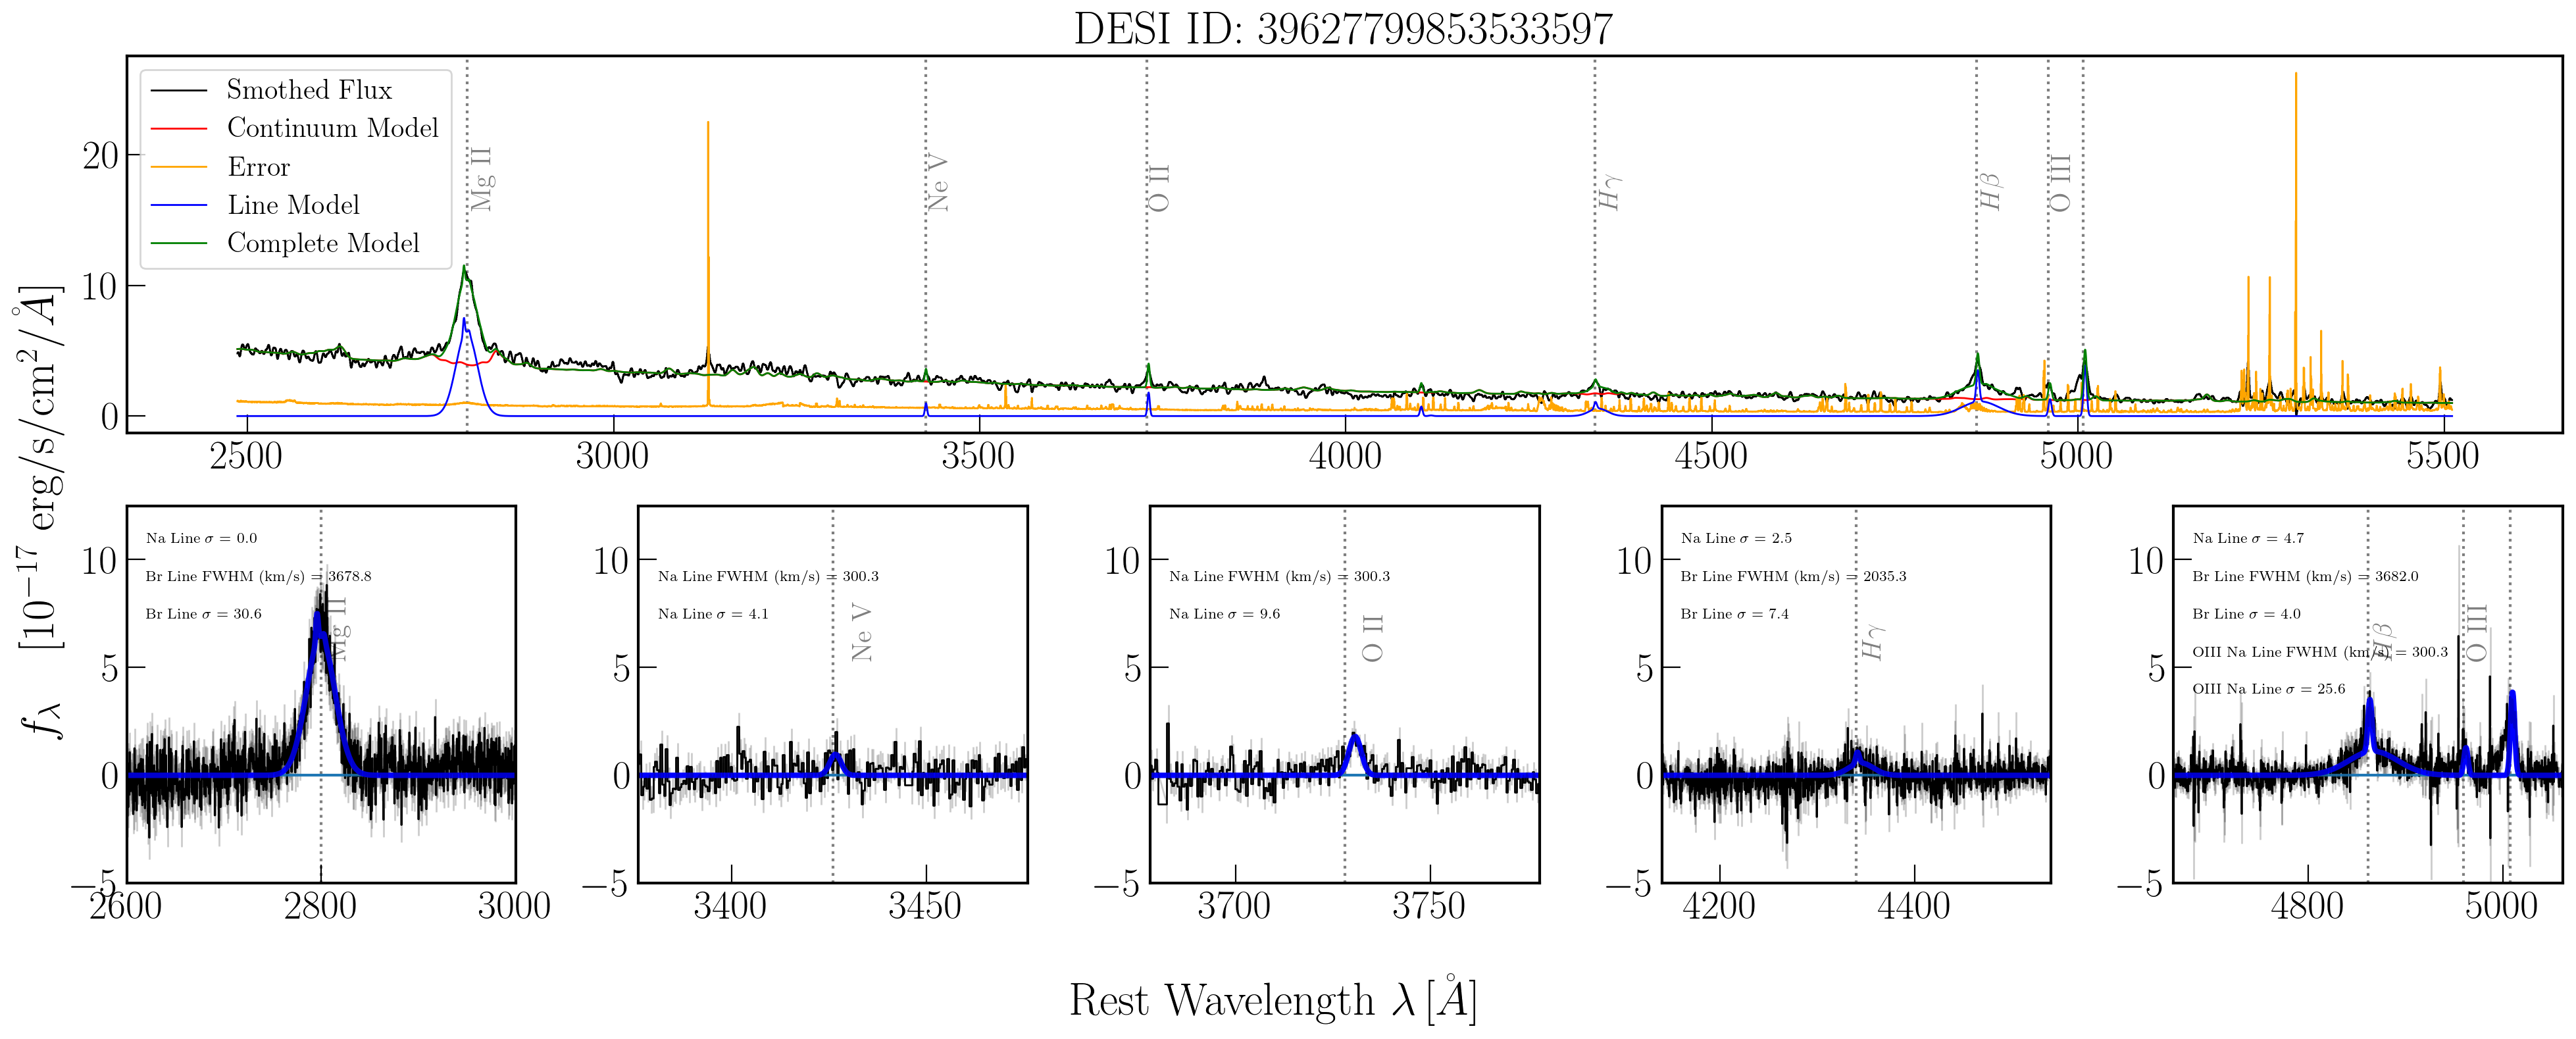 DESI ID: 39627799853533597
Smothed Flux
Continuum Model
Error
Line Model
Complete Model
Mg II
Ne V
O II
Hγ
Hβ
O III
20
10
0
2500 3000 3500 4000 4500 5000 5500
f_λ [10^{-17} erg/s/cm^2/Å]
Na Line σ = 0.0
Br Line FWHM (km/s) = 3678.8
Br Line σ = 30.6
Mg II
10
5
0
−5
2600 2800 3000
Na Line FWHM (km/s) = 300.3
Na Line σ = 4.1
Ne V
10
5
0
−5
3400 3450
Na Line FWHM (km/s) = 300.3
Na Line σ = 9.6
O II
10
5
0
−5
3700 3750
Na Line σ = 2.5
Br Line FWHM (km/s) = 2035.3
Br Line σ = 7.4
Hγ
10
5
0
−5
4200 4400
Na Line σ = 4.7
Br Line FWHM (km/s) = 3682.0
Br Line σ = 4.0
OIII Na Line FWHM (km/s) = 300.3
OIII Na Line σ = 25.6
Hβ
O III
10
5
0
−5
4800 5000
Rest Wavelength λ [Å]